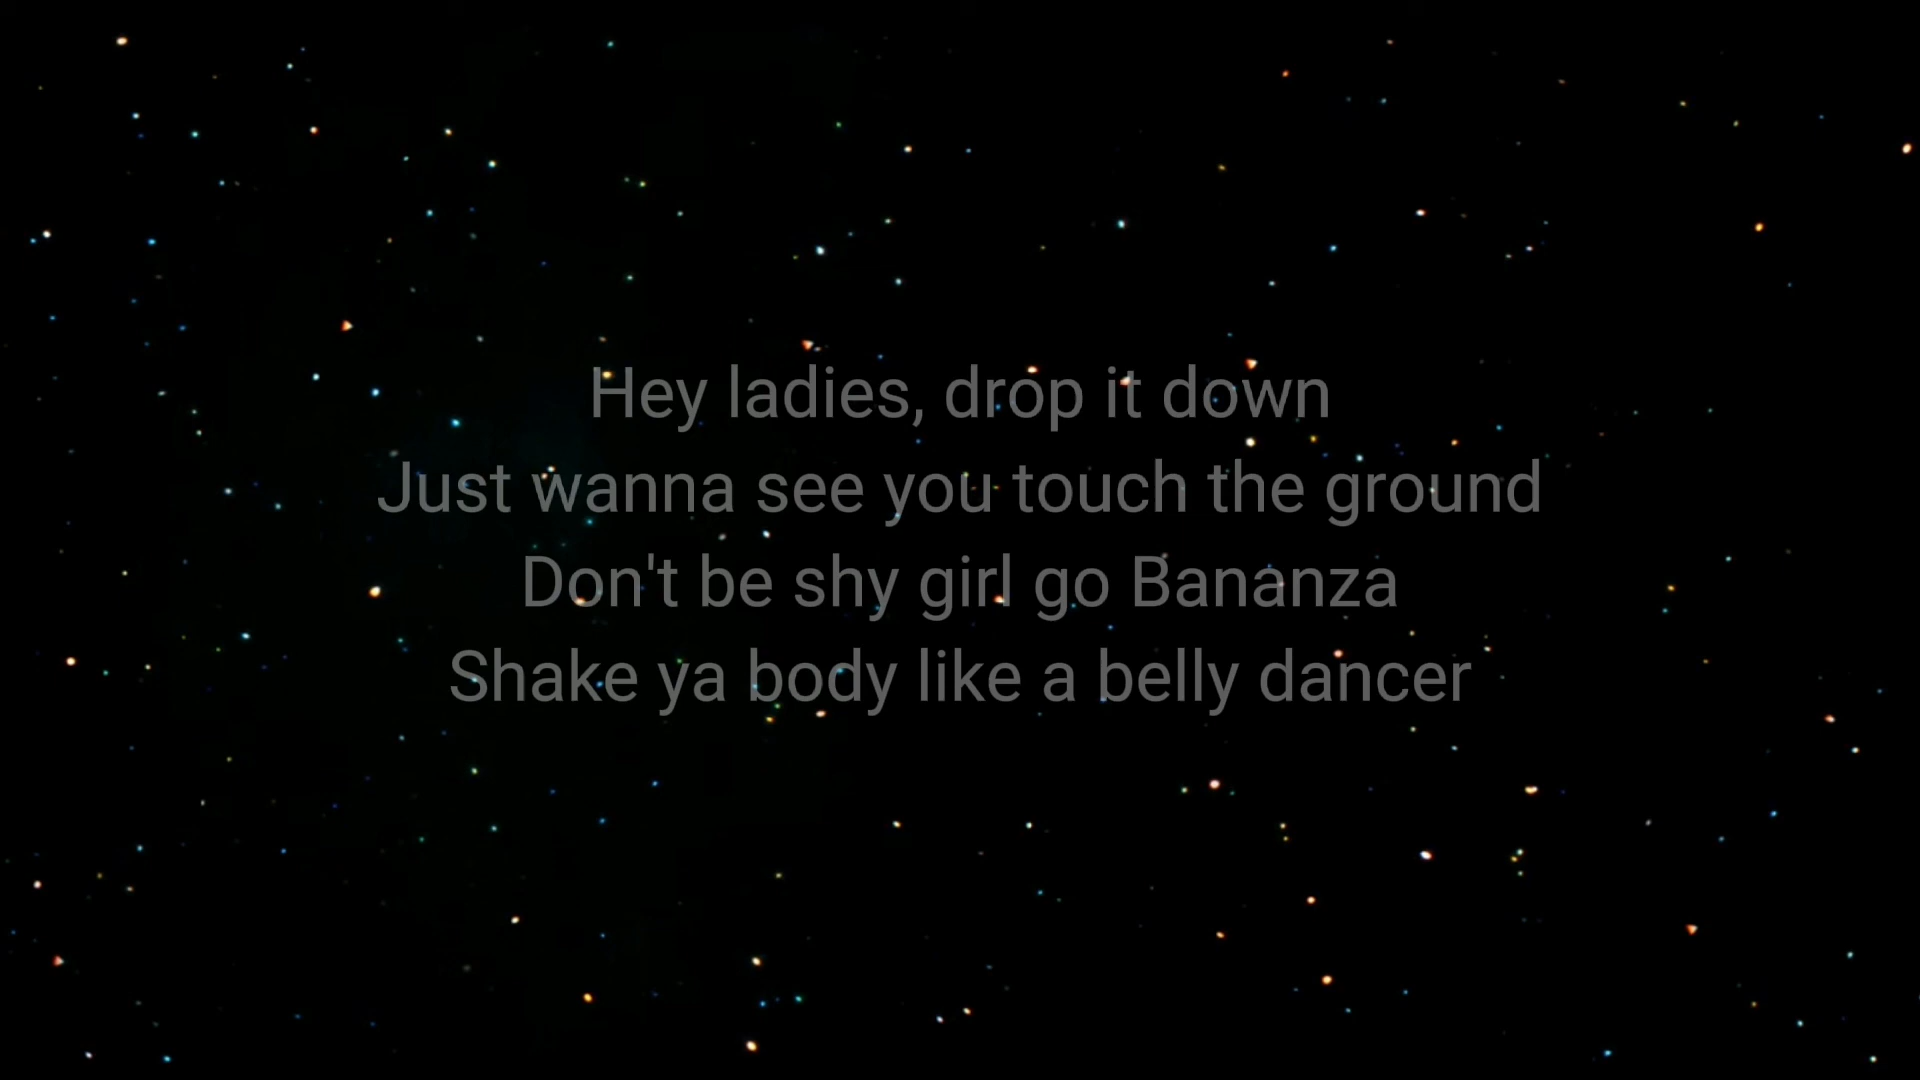 Hey ladies, drop it down
Just wanna see you touch the ground
Don't be shy girl go Bananza
Shake ya body like a belly dancer